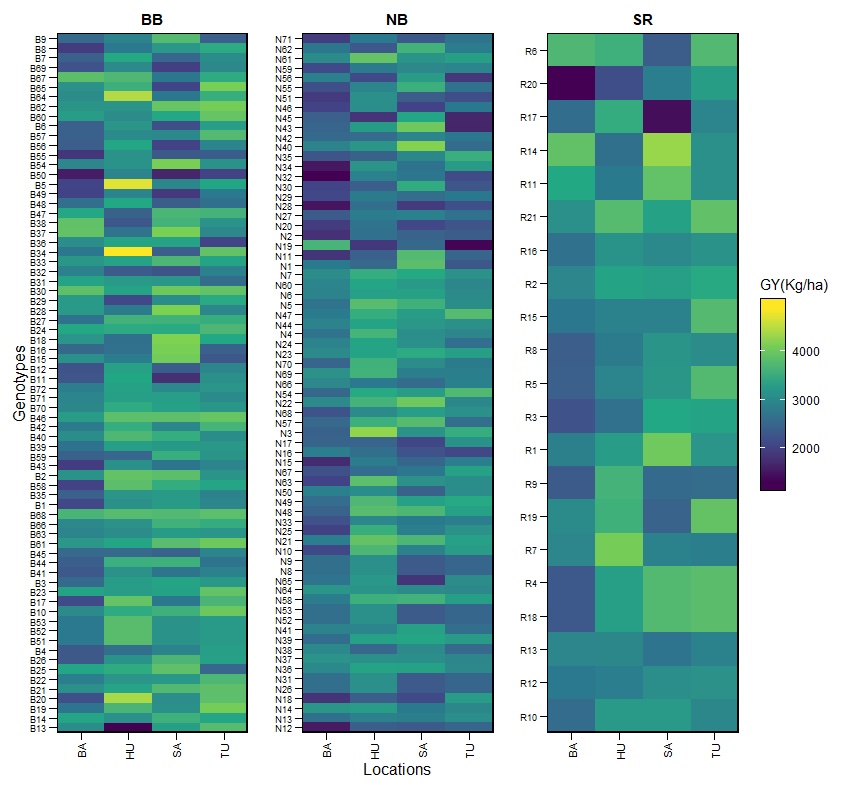 BB
NB
SR
B9
B8
B7
B69
B67
B65
B64
B62
B60
B6
B57
B56
B55
B54
B50
B5
B49
B48
B47
B38
B37
B36
B34
B33
B32
B31
B30
B29
B28
B27
B24
B18
B16
B15
B12
B11
B72
B71
B70
B46
B42
B40
B39
B59
B43
B2
B58
B35
B1
B68
B66
B63
B61
B45
B44
B41
B3
B23
B17
B10
B53
B52
B51
B4
B26
B25
B22
B21
B20
B19
B14
B13
N71
N62
N61
N59
N56
N55
N51
N46
N45
N43
N42
N40
N35
N34
N32
N30
N29
N28
N27
N20
N2
N19
N11
N1
N7
N60
N6
N5
N47
N44
N4
N24
N23
N70
N69
N66
N54
N22
N68
N57
N3
N17
N16
N15
N67
N63
N50
N49
N48
N33
N25
N21
N10
N9
N8
N65
N64
N58
N53
N52
N41
N39
N38
N37
N36
N31
N26
N18
N14
N13
N12
R6
R20
R17
R14
R11
R21
R16
R2
R15
R8
R5
R3
R1
R9
R19
R7
R4
R18
R13
R12
R10
Genotypes
BA
HU
SA
TU
BA
HU
SA
TU
BA
HU
SA
TU
Locations
GY(Kg/ha)
4000
3000
2000